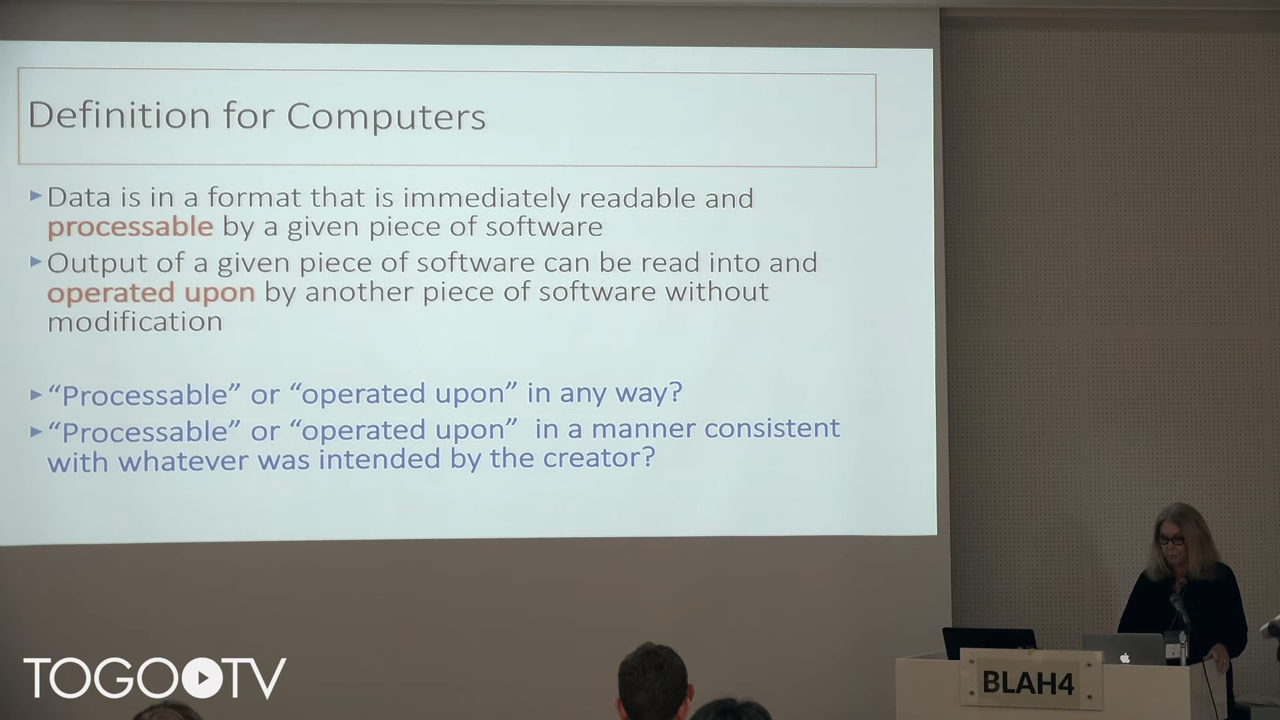 Definition for Computers
Data is in a format that is immediately readable and
processable by a given piece of software
Output of a given piece of software can be read into and
operated upon by another piece of software without
modification
“Processable” or “operated upon” in any way?
“Processable” or “operated upon” in a manner consistent
with whatever was intended by the creator?
BLAH4
TOGOTV